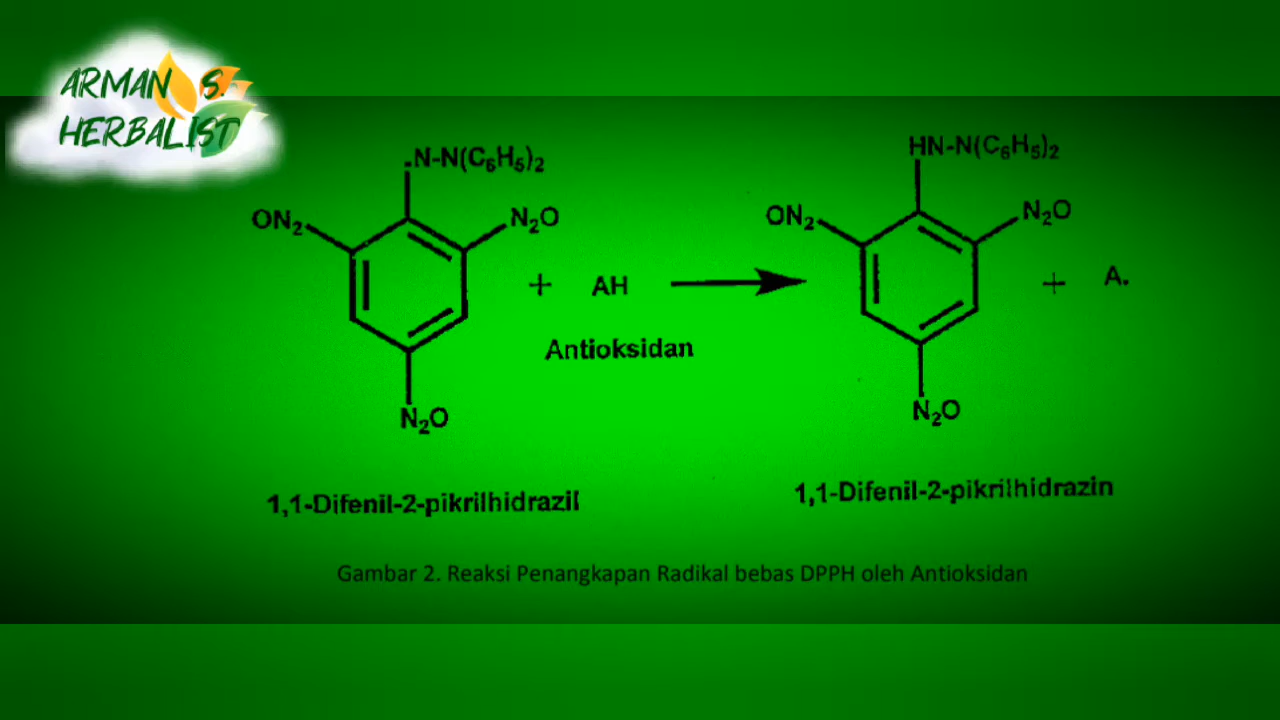 ARMAN S.
HERBALIST
.N-N(C₆H₅)₂
ON₂
N₂O
N₂O
+ AH
Antioksidan
1,1-Difenil-2-pikrilhidrazil
HN-N(C₆H₅)₂
ON₂
N₂O
N₂O
+ A.
1,1-Difenil-2-pikrilhidrazin
Gambar 2. Reaksi Penangkapan Radikal bebas DPPH oleh Antioksidan